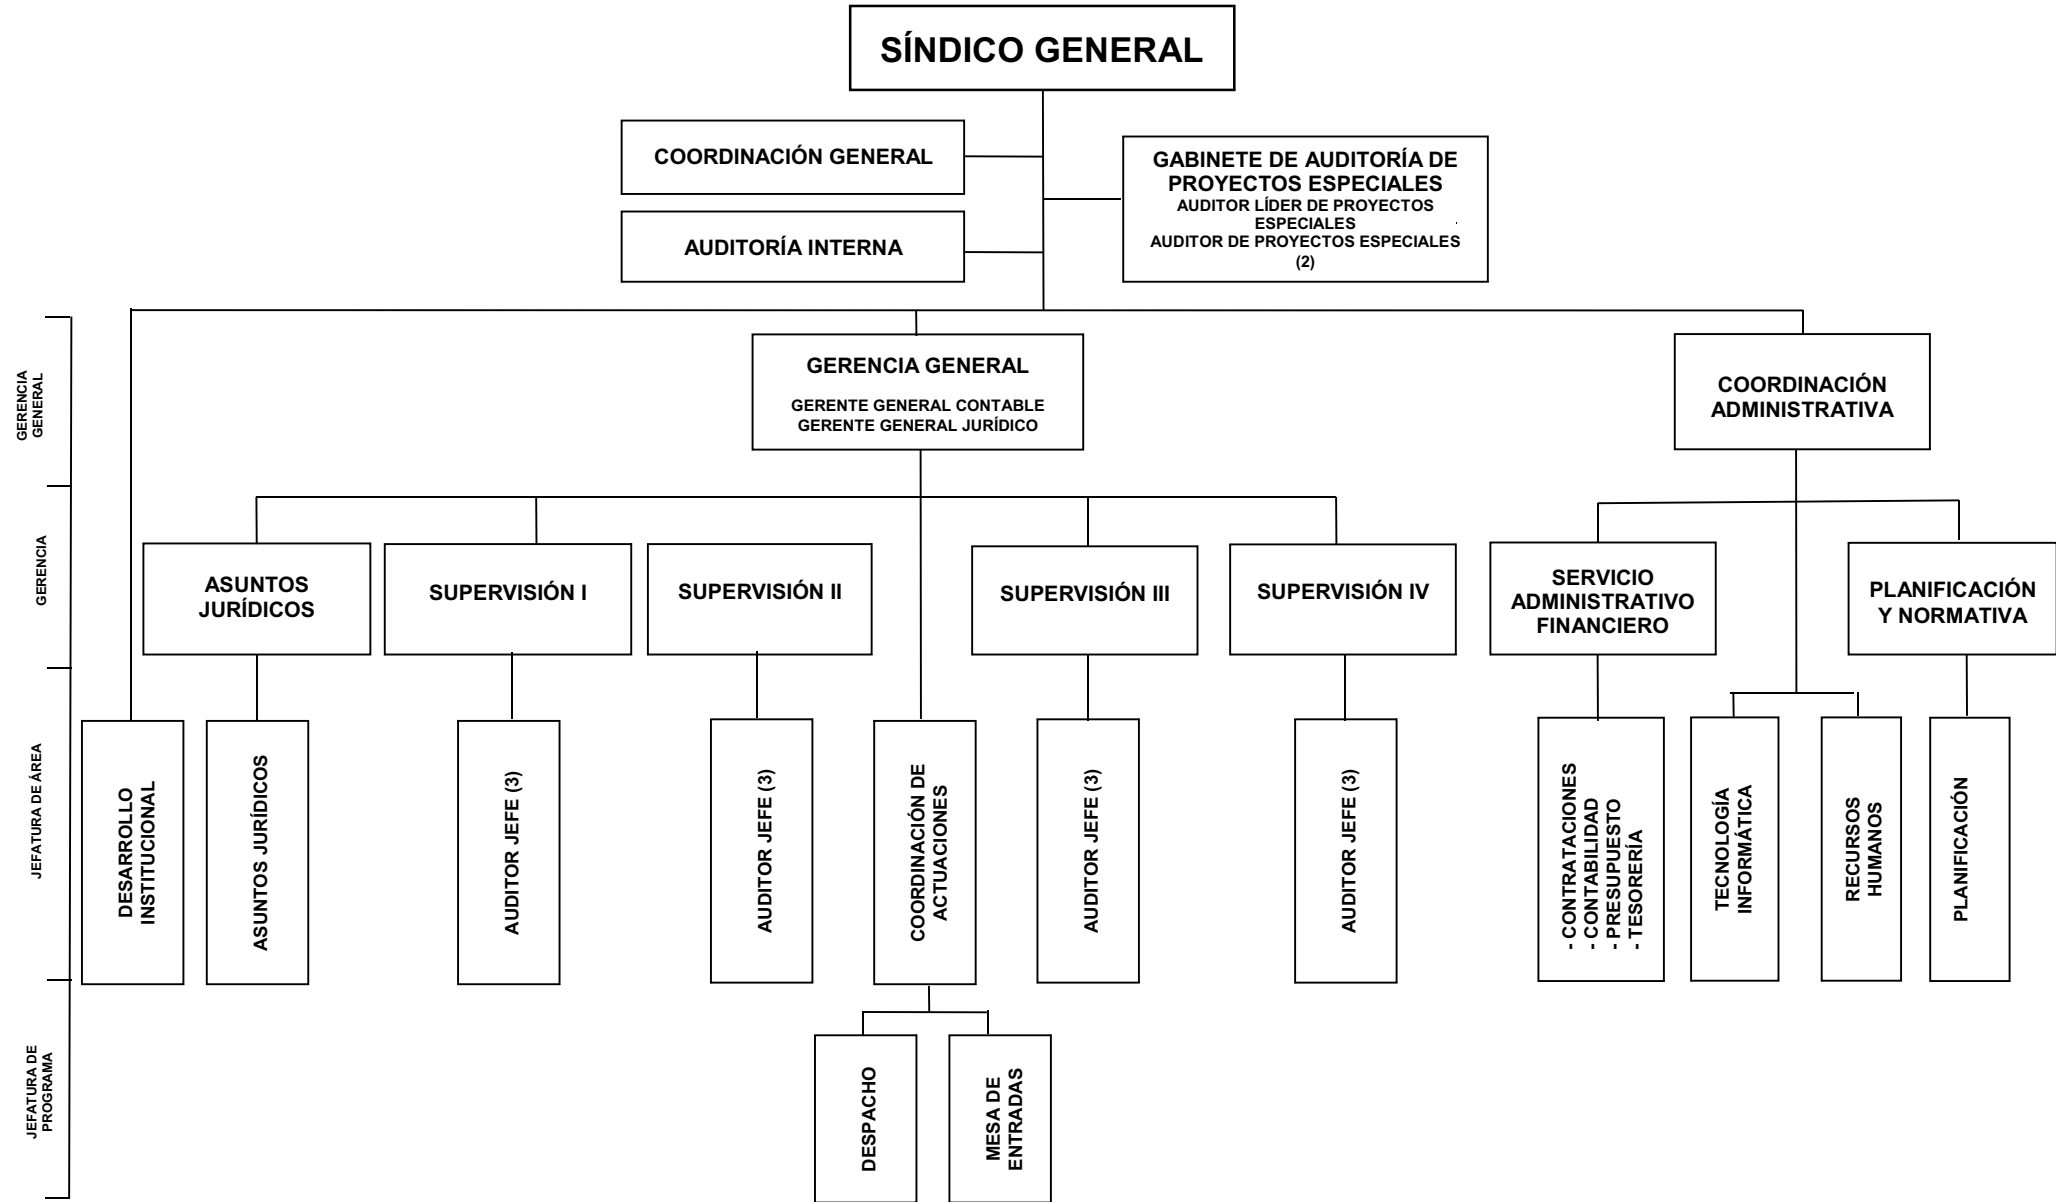 SÍNDICO GENERAL
COORDINACIÓN GENERAL
GABINETE DE AUDITORÍA DE
PROYECTOS ESPECIALES
AUDITOR LÍDER DE PROYECTOS
ESPECIALES
AUDITOR DE PROYECTOS ESPECIALES
(2)
AUDITORÍA INTERNA
GERENCIA
GENERAL
GERENCIA GENERAL
GERENTE GENERAL CONTABLE
GERENTE GENERAL JURÍDICO
COORDINACIÓN
ADMINISTRATIVA
GERENCIA
ASUNTOS
JURÍDICOS
SUPERVISIÓN I
SUPERVISIÓN II
SUPERVISIÓN III
SUPERVISIÓN IV
SERVICIO
ADMINISTRATIVO
FINANCIERO
PLANIFICACIÓN
Y NORMATIVA
JEFATURA DE ÁREA
DESARROLLO
INSTITUCIONAL
ASUNTOS JURÍDICOS
AUDITOR JEFE (3)
AUDITOR JEFE (3)
COORDINACIÓN DE
ACTUACIONES
AUDITOR JEFE (3)
AUDITOR JEFE (3)
- CONTRATACIONES
- CONTABILIDAD
- PRESUPUESTO
- TESORERÍA
TECNOLOGÍA
INFORMÁTICA
RECURSOS
HUMANOS
PLANIFICACIÓN
JEFATURA DE
PROGRAMA
DESPACHO
MESA DE
ENTRADAS